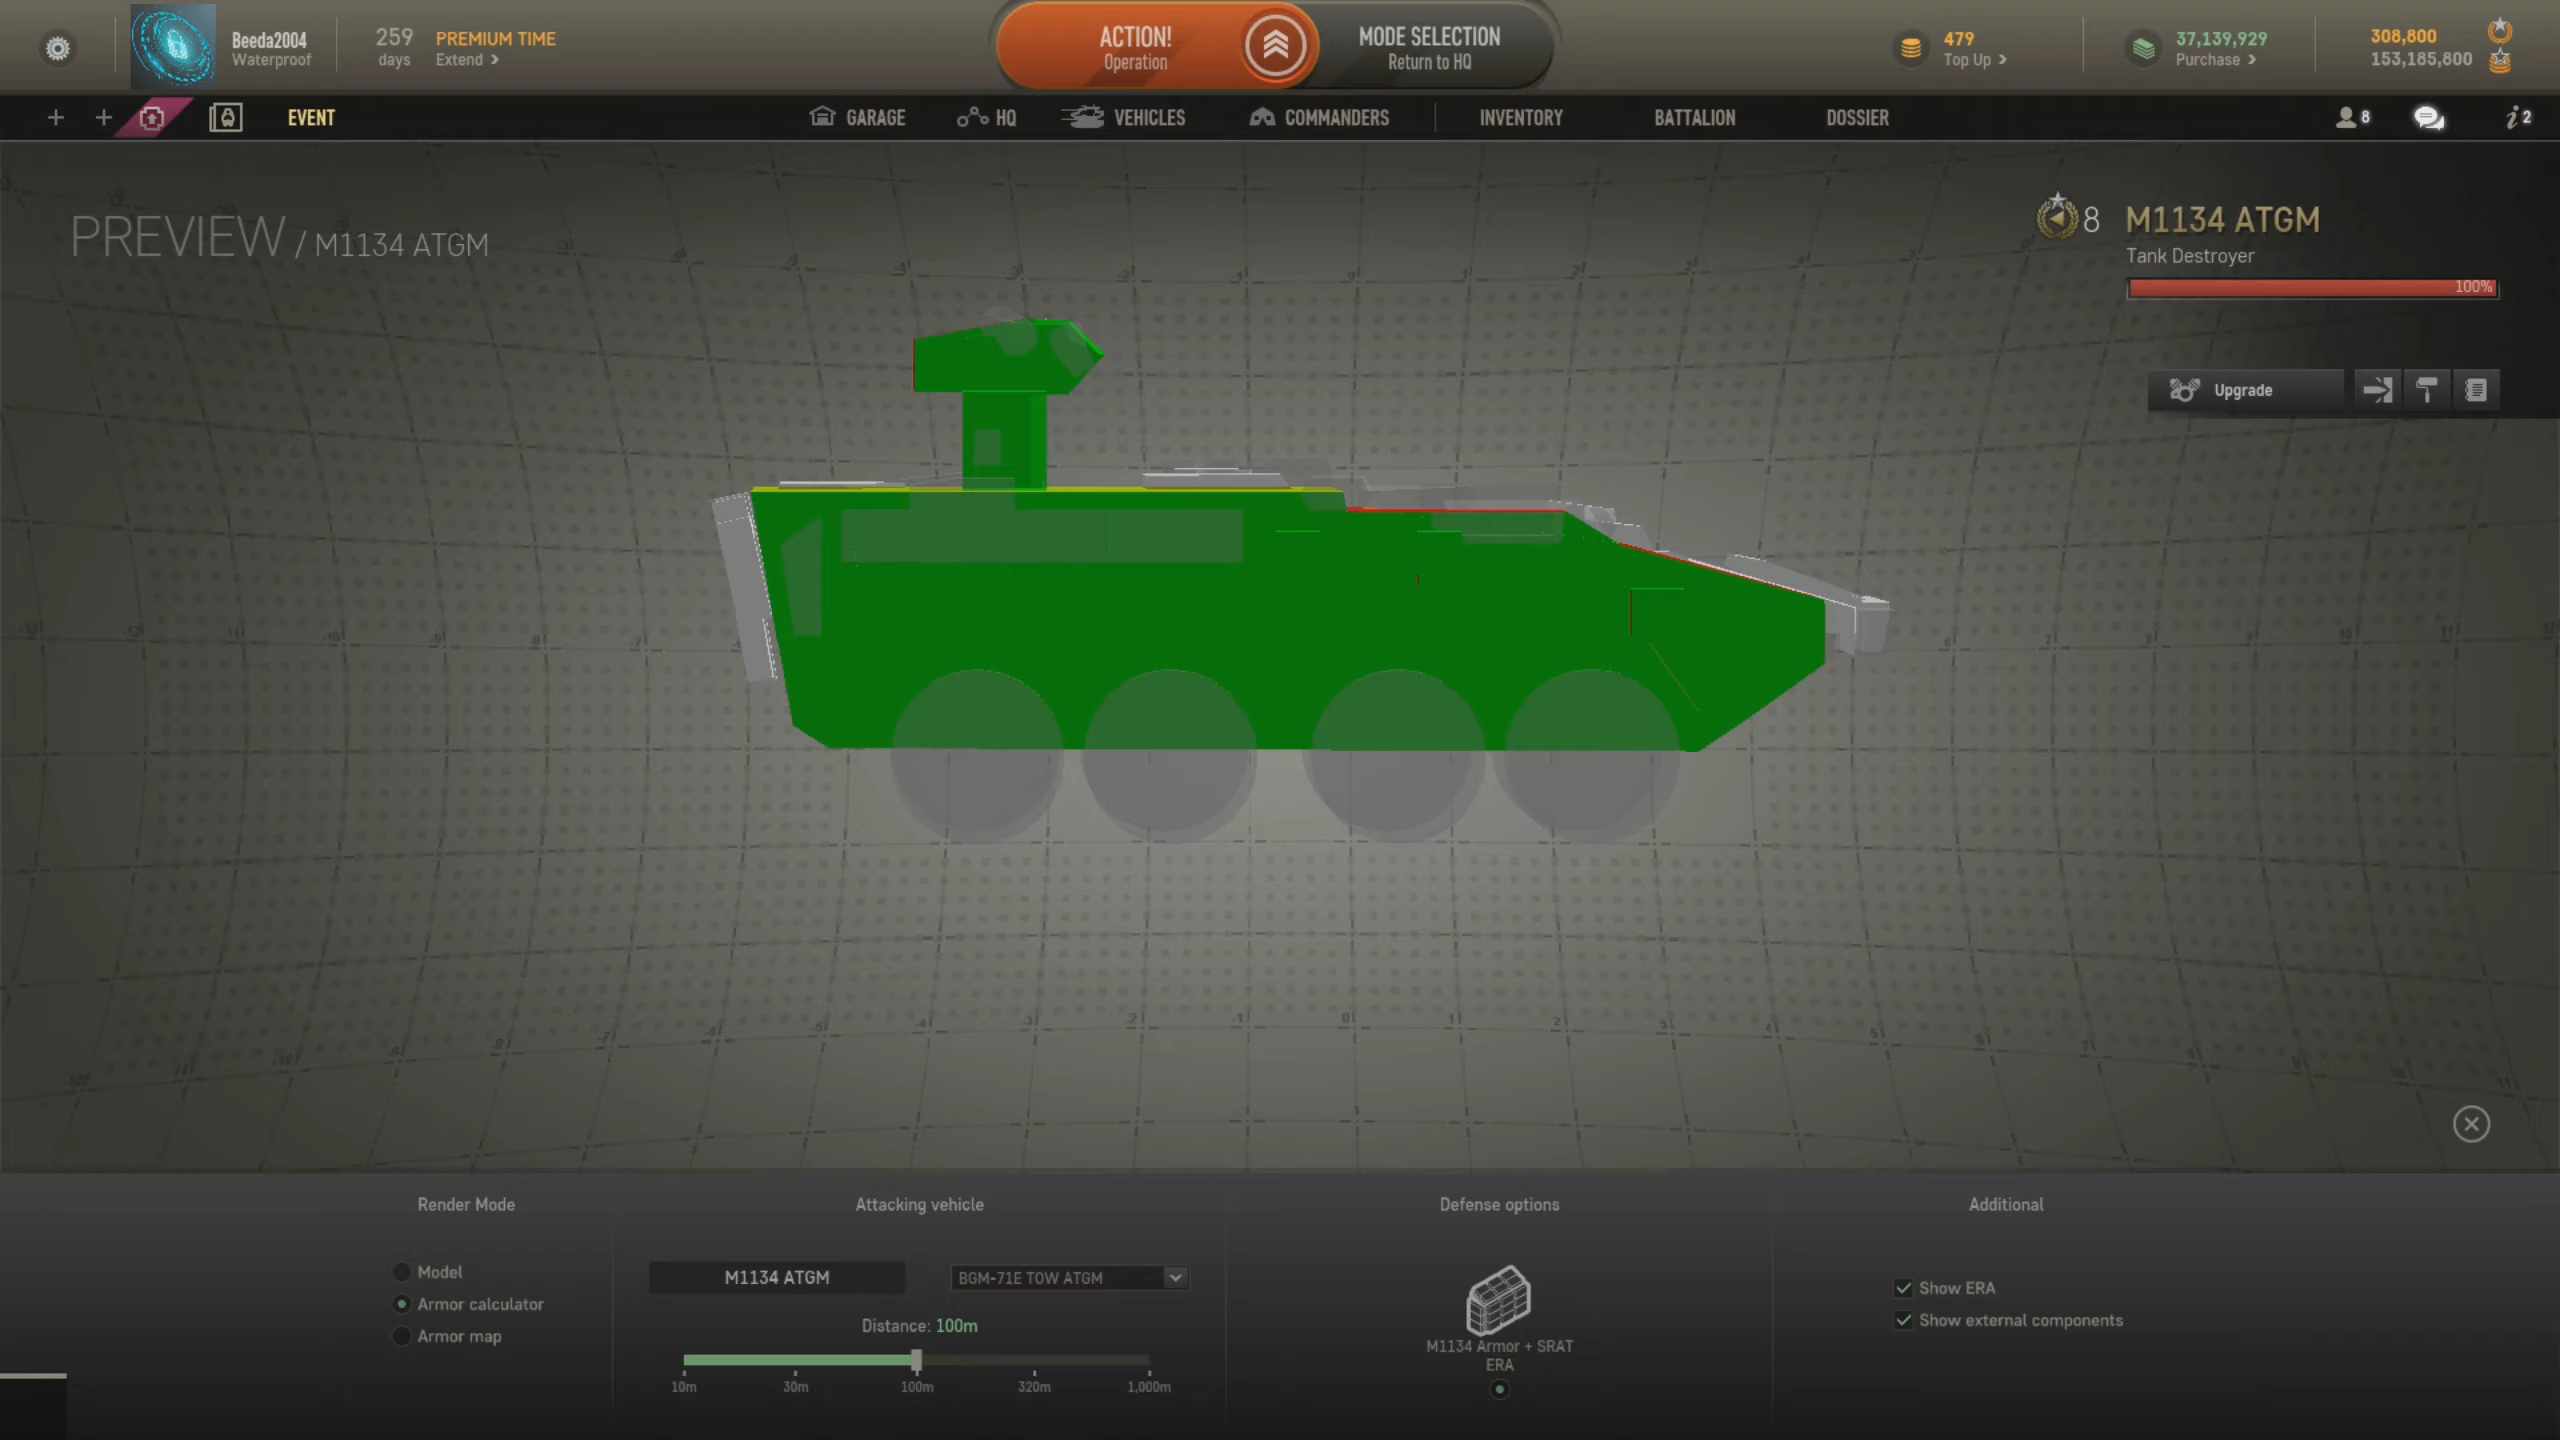 Beeda2004
Waterproof
259
days
PREMIUM TIME
Extend >
ACTION!
Operation
MODE SELECTION
Return to HQ
479
Top Up >
37,139,929
Purchase >
308,800
153,185,800
EVENT
GARAGE
HQ
VEHICLES
COMMANDERS
INVENTORY
BATTALION
DOSSIER
8
2
PREVIEW / M1134 ATGM
8 M1134 ATGM
Tank Destroyer
100%
Upgrade
Render Mode
Model
Armor calculator
Armor map
Attacking vehicle
M1134 ATGM
BGM-71E TOW ATGM
Distance: 100m
10m 30m 100m 320m 1,000m
Defense options
M1134 Armor + SRAT
ERA
Additional
Show ERA
Show external components